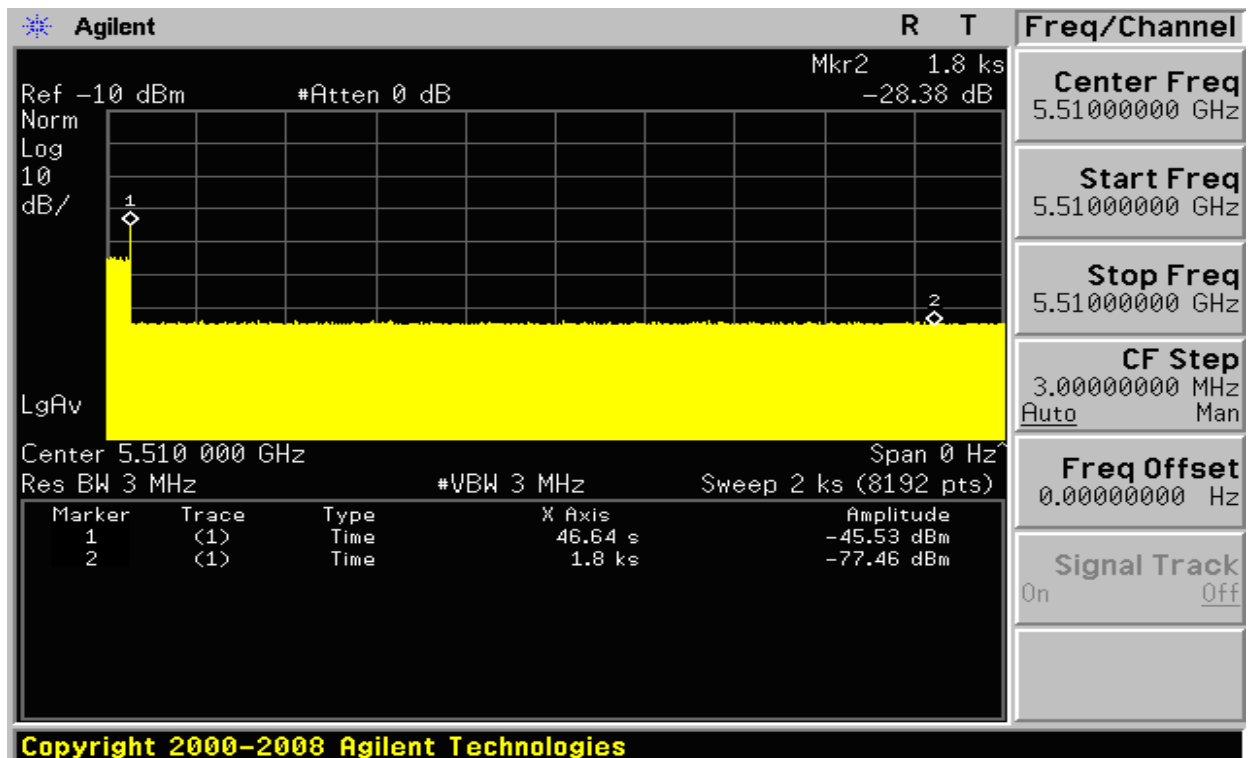 Agilent R T Freq/Channel
Mkr2 1.8 ks
Ref −10 dBm #Atten 0 dB −28.38 dB
Norm
Log
10
dB/
1
2
LgAv
Center 5.510 000 GHz Span 0 Hz^
Res BW 3 MHz #VBW 3 MHz Sweep 2 ks (8192 pts)
Marker Trace Type X Axis Amplitude
1 (1) Time 46.64 s −45.53 dBm
2 (1) Time 1.8 ks −77.46 dBm
Center Freq
5.51000000 GHz
Start Freq
5.51000000 GHz
Stop Freq
5.51000000 GHz
CF Step
3.00000000 MHz
Auto Man
Freq Offset
0.00000000 Hz
Signal Track
On Off
Copyright 2000–2008 Agilent Technologies